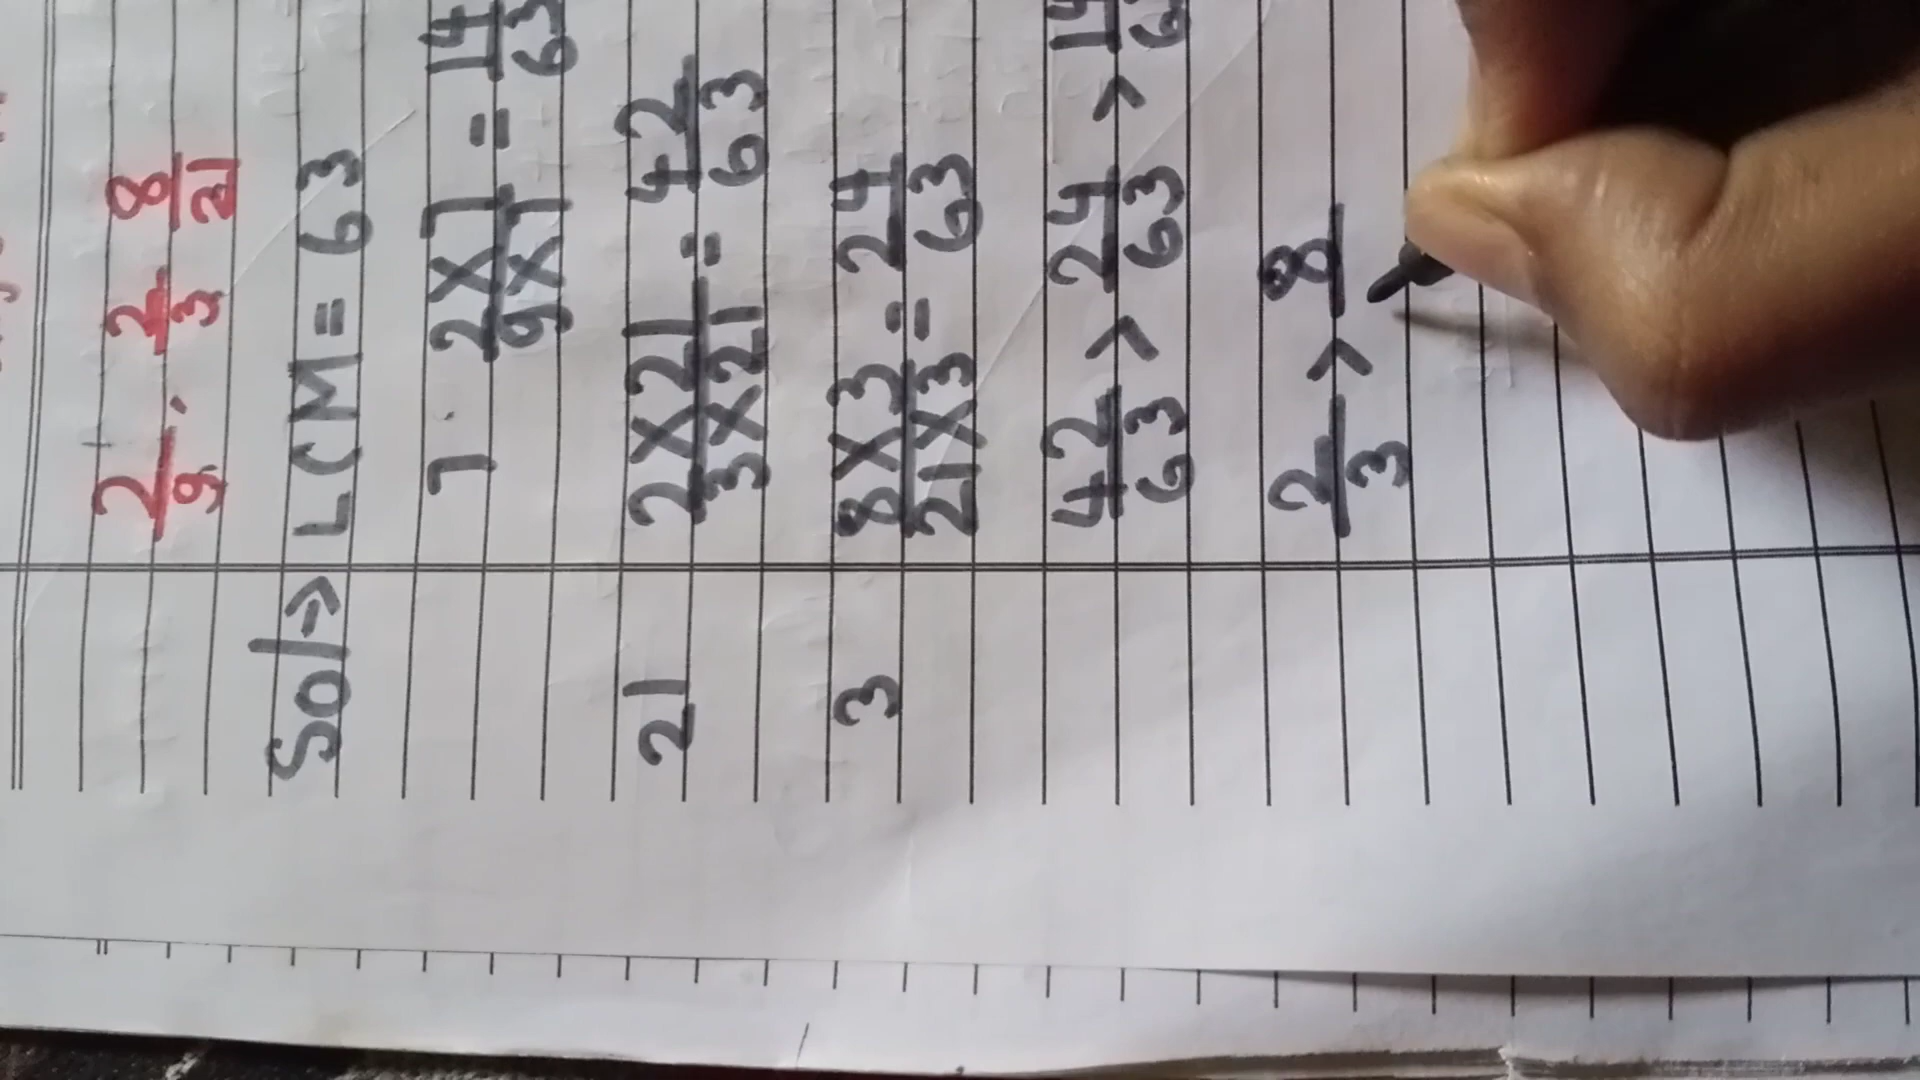 2/9, 2/3 8/21
Sol→ LCM = 63
7 2×7/9×7 = 14/63
21 2×21/3×21 = 42/63
3 8×3/21×3 = 24/63
42/63 > 24/63 > 14/63
2/3 > 8